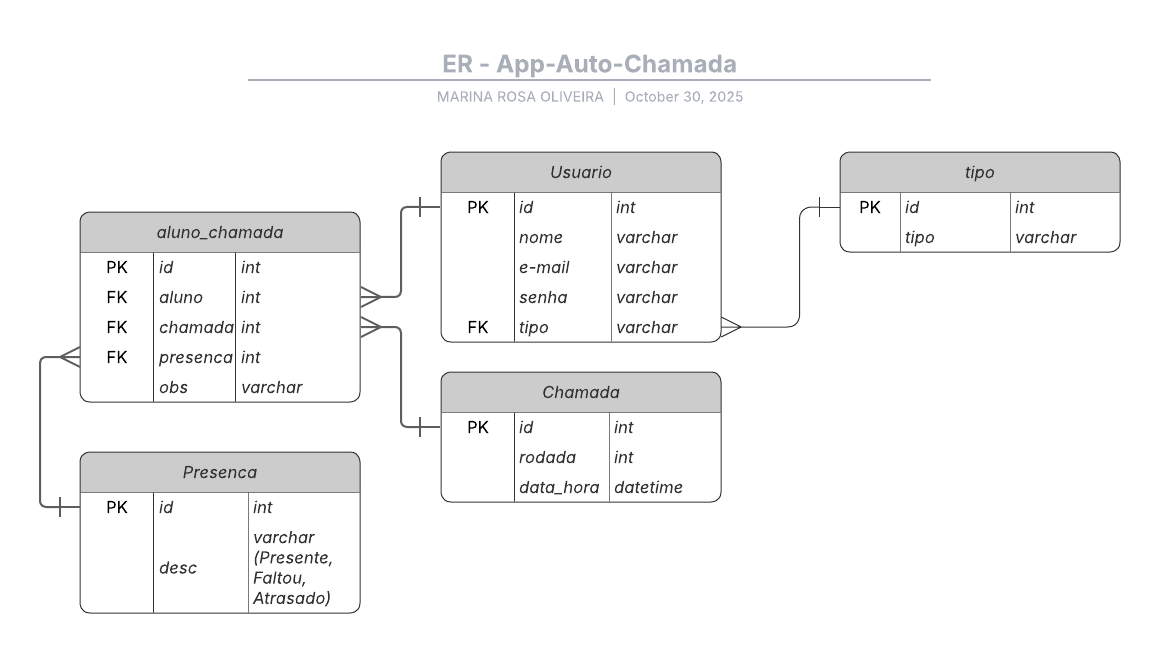 ER - App-Auto-Chamada
MARINA ROSA OLIVEIRA | October 30, 2025
aluno_chamada
PK id int
FK aluno int
FK chamada int
FK presenca int
obs varchar
Presenca
PK id int
desc varchar
(Presente,
Faltou,
Atrasado)
Usuario
PK id int
nome varchar
e-mail varchar
senha varchar
FK tipo varchar
Chamada
PK id int
rodada int
data_hora datetime
tipo
PK id int
tipo varchar